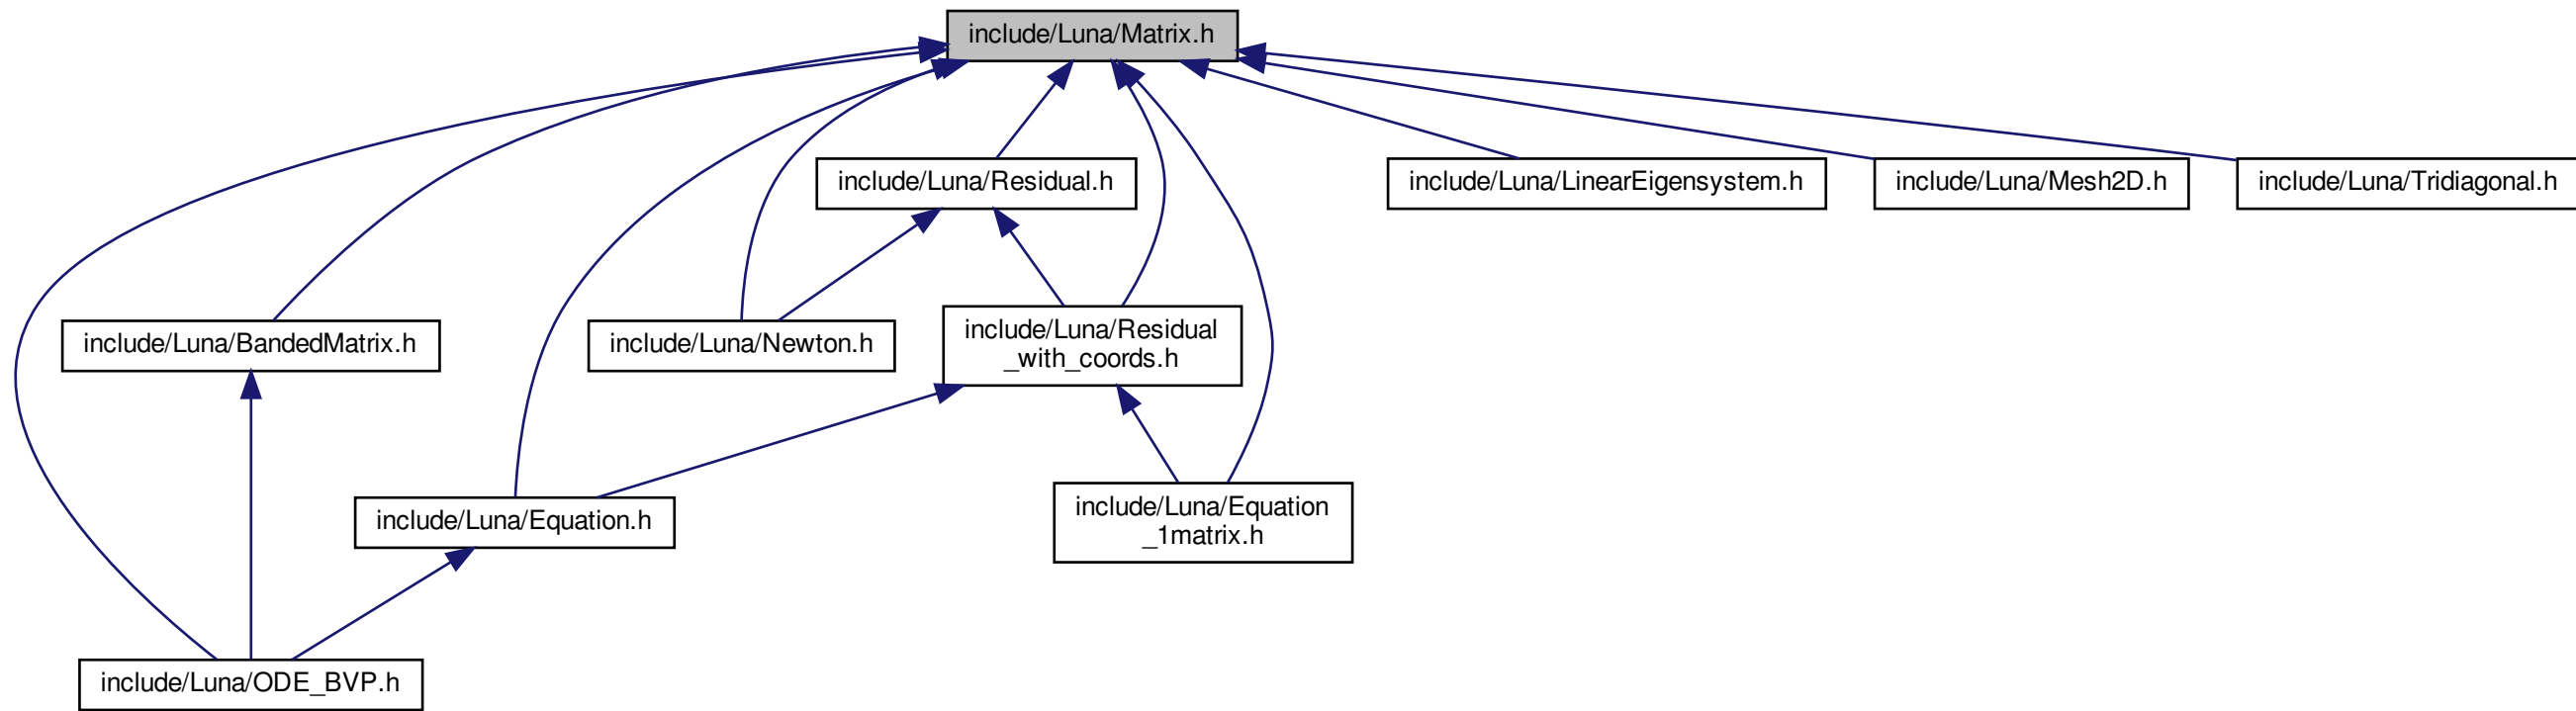 include/Luna/Matrix.h
include/Luna/Residual.h
include/Luna/LinearEigensystem.h
include/Luna/Mesh2D.h
include/Luna/Tridiagonal.h
include/Luna/BandedMatrix.h
include/Luna/Newton.h
include/Luna/Residual
_with_coords.h
include/Luna/Equation.h
include/Luna/Equation
_1matrix.h
include/Luna/ODE_BVP.h